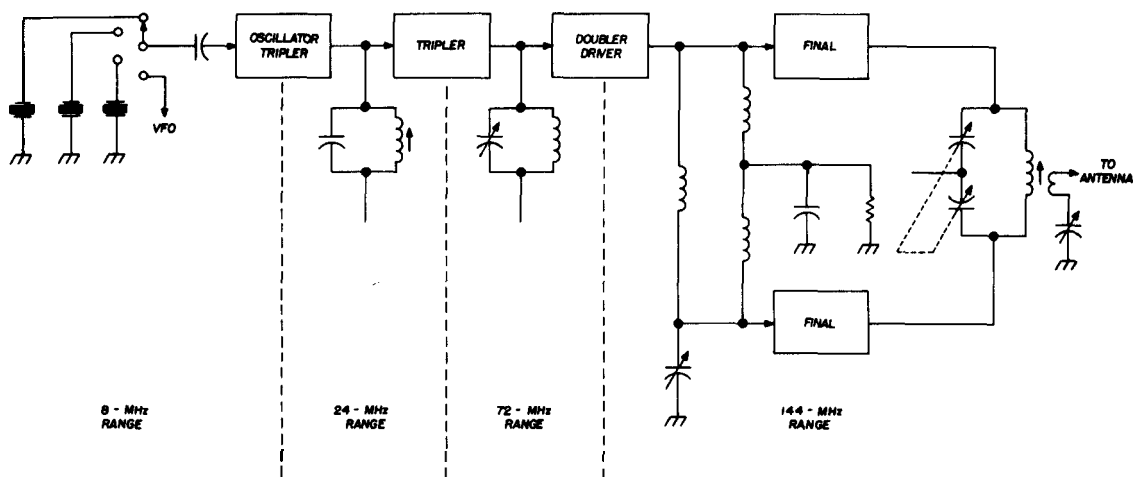 OSCILLATOR
TRIPLER
TRIPLER
DOUBLER
DRIVER
FINAL
VFO
TO
ANTENNA
FINAL
8 - MHz
RANGE
24 - MHz
RANGE
72 - MHz
RANGE
144 - MHz
RANGE